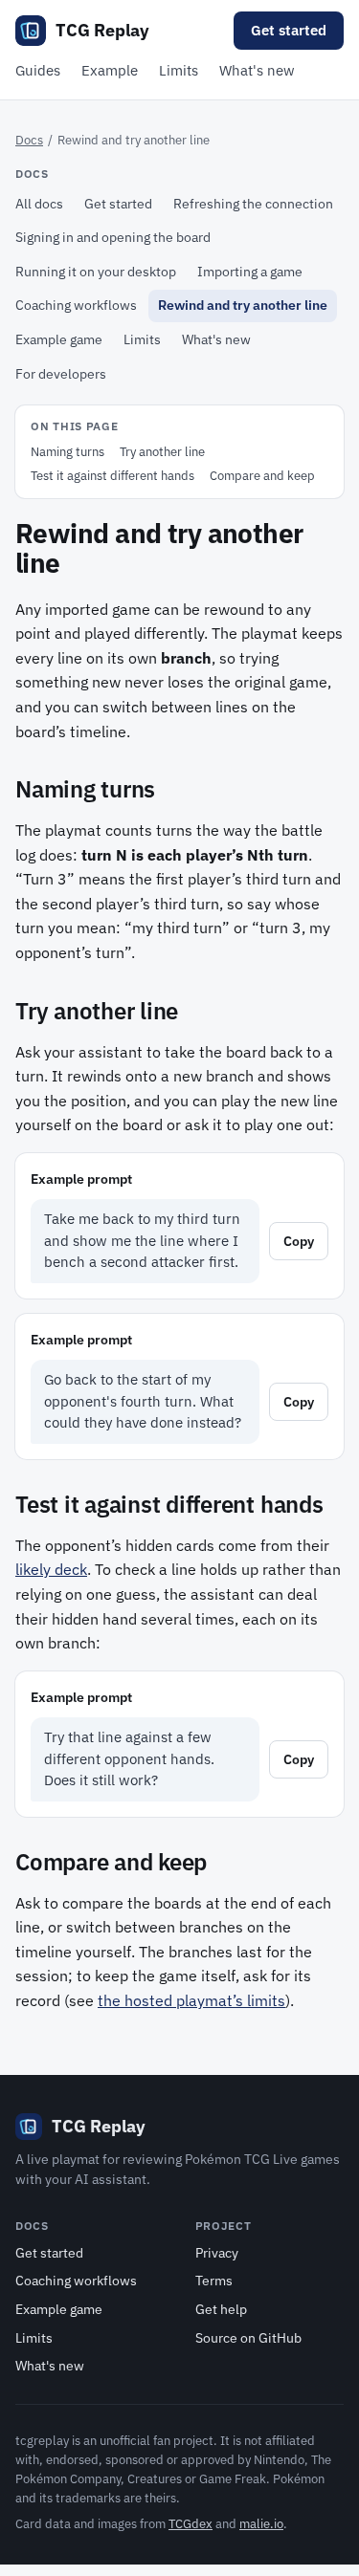 TCG Replay
Get started
Guides Example Limits What's new
Docs / Rewind and try another line
DOCS
All docs Get started Refreshing the connection
Signing in and opening the board
Running it on your desktop Importing a game
Coaching workflows Rewind and try another line
Example game Limits What's new
For developers
ON THIS PAGE
Naming turns Try another line
Test it against different hands Compare and keep
Rewind and try another
line
Any imported game can be rewound to any
point and played differently. The playmat keeps
every line on its own branch, so trying
something new never loses the original game,
and you can switch between lines on the
board’s timeline.
Naming turns
The playmat counts turns the way the battle
log does: turn N is each player’s Nth turn.
“Turn 3” means the first player’s third turn and
the second player’s third turn, so say whose
turn you mean: “my third turn” or “turn 3, my
opponent’s turn”.
Try another line
Ask your assistant to take the board back to a
turn. It rewinds onto a new branch and shows
you the position, and you can play the new line
yourself on the board or ask it to play one out:
Example prompt
Take me back to my third turn
and show me the line where I
bench a second attacker first.
Copy
Example prompt
Go back to the start of my
opponent's fourth turn. What
could they have done instead?
Copy
Test it against different hands
The opponent’s hidden cards come from their
likely deck. To check a line holds up rather than
relying on one guess, the assistant can deal
their hidden hand several times, each on its
own branch:
Example prompt
Try that line against a few
different opponent hands.
Does it still work?
Copy
Compare and keep
Ask to compare the boards at the end of each
line, or switch between branches on the
timeline yourself. The branches last for the
session; to keep the game itself, ask for its
record (see the hosted playmat’s limits).
TCG Replay
A live playmat for reviewing Pokémon TCG Live games
with your AI assistant.
DOCS
Get started
Coaching workflows
Example game
Limits
What's new
PROJECT
Privacy
Terms
Get help
Source on GitHub
tcgreplay is an unofficial fan project. It is not affiliated
with, endorsed, sponsored or approved by Nintendo, The
Pokémon Company, Creatures or Game Freak. Pokémon
and its trademarks are theirs.
Card data and images from TCGdex and malie.io.